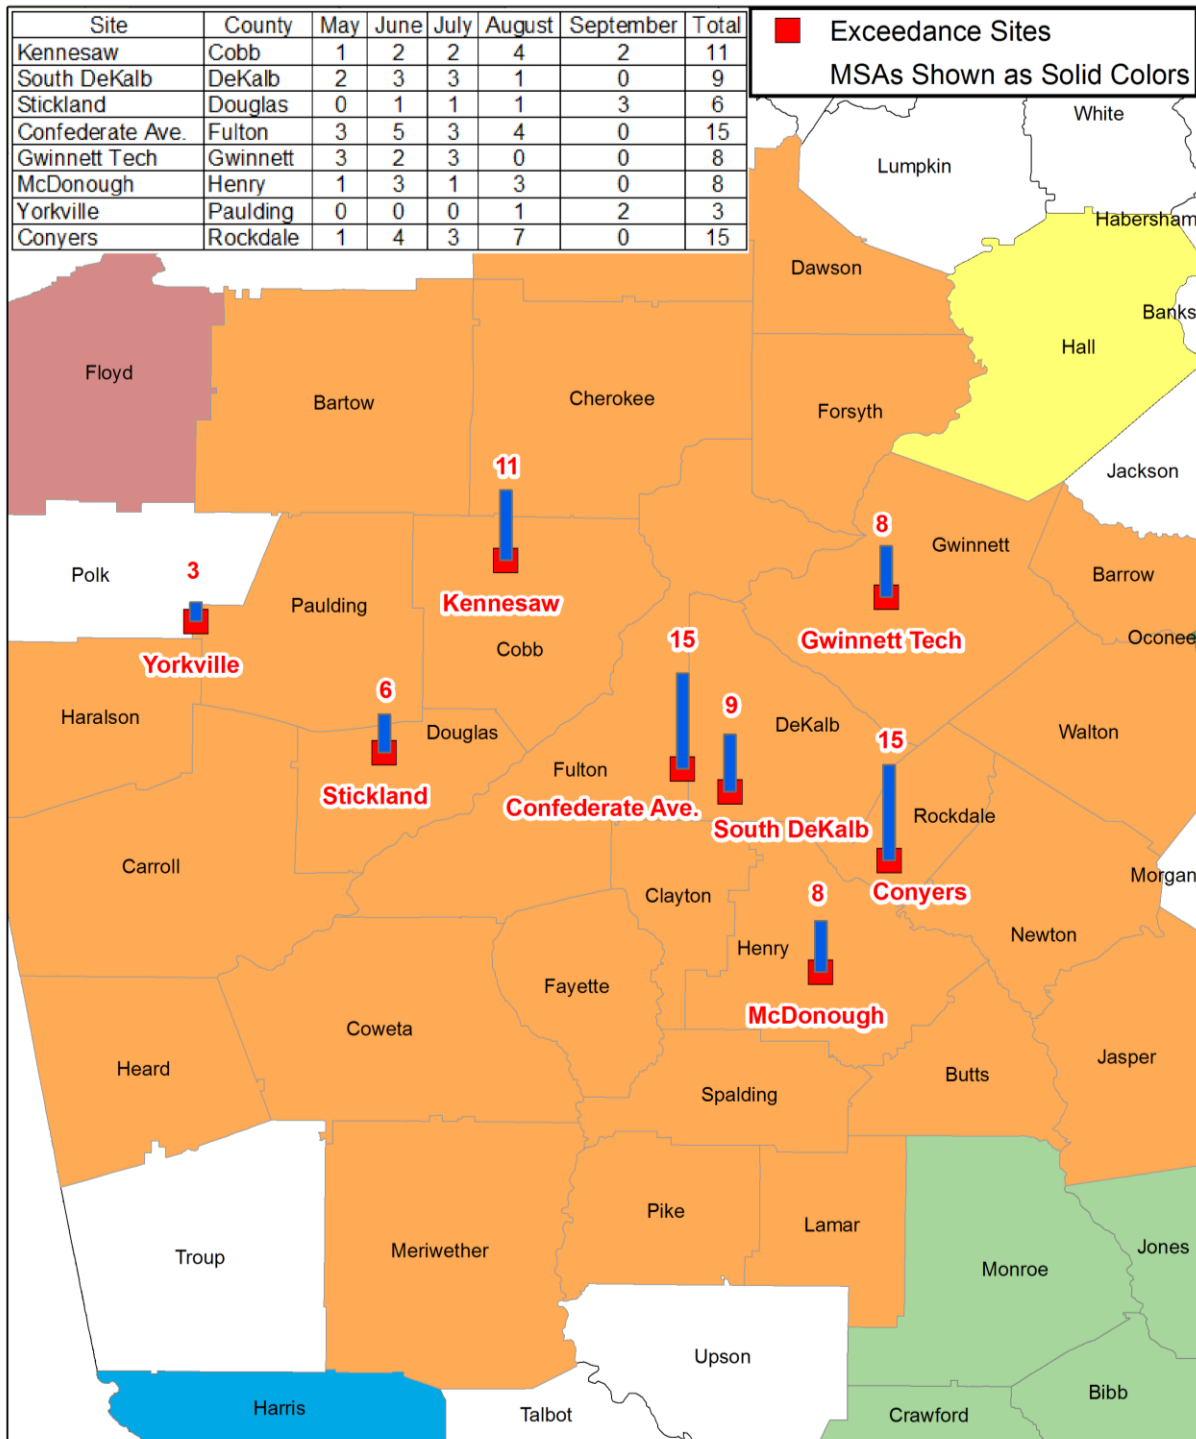 Site County May June July August September Total
Kennesaw Cobb 1 2 2 4 2 11
South DeKalb DeKalb 2 3 3 1 0 9
Stickland Douglas 0 1 1 1 3 6
Confederate Ave. Fulton 3 5 3 4 0 15
Gwinnett Tech Gwinnett 3 2 3 0 0 8
McDonough Henry 1 3 1 3 0 8
Yorkville Paulding 0 0 0 1 2 3
Conyers Rockdale 1 4 3 7 0 15
Exceedance Sites
MSAs Shown as Solid Colors
White
Lumpkin
Habersham
Dawson
Banks
Hall
Floyd
Bartow
Cherokee
Forsyth
11
Jackson
8
Gwinnett
Polk
3
Barrow
Paulding
Kennesaw
Gwinnett Tech
Oconee
15
Cobb
Yorkville
6
9
Haralson
Douglas
DeKalb
Walton
15
Fulton
Stickland
Confederate Ave.
Rockdale
South DeKalb
Carroll
Morgan
Clayton
8
Conyers
Henry
Newton
Fayette
McDonough
Coweta
Jasper
Heard
Butts
Spalding
Pike
Lamar
Jones
Troup
Meriwether
Monroe
Upson
Bibb
Harris
Talbot
Crawford